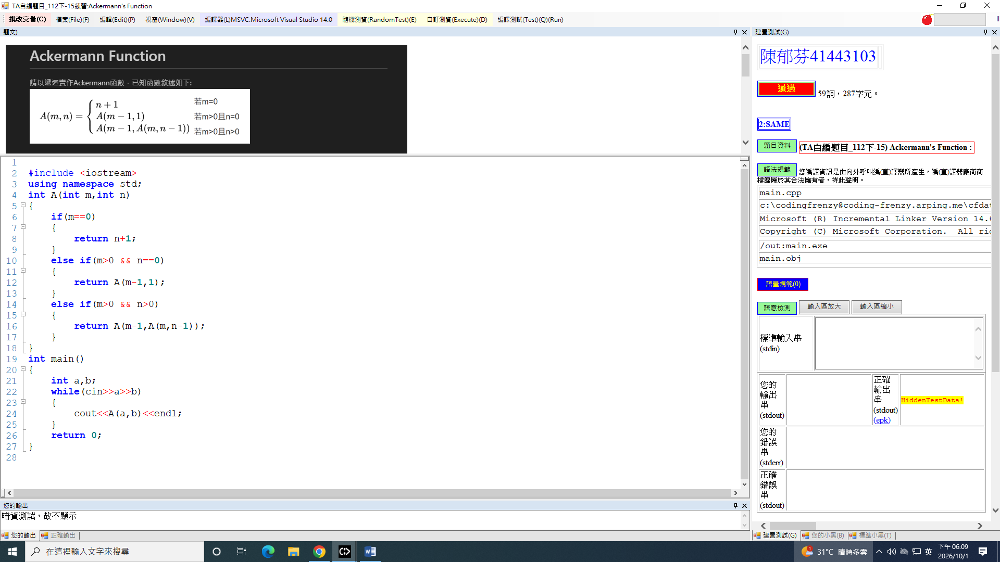 TA自編題目_112下-15練習:Ackermann's Function
批改交卷(C) 檔案(File)(F) 編輯(Edit)(P) 視窗(Window)(V) 編譯器(L)MSVC:Microsoft Visual Studio 14.0 隨機測資(RandomTest)(E) 自訂測資(Execute)(D) 編譯測試(Test)(Q)(Run)
題文)
Ackermann Function
請以遞迴實作Ackermann函數，已知函數敘述如下:
n + 1 若m=0
A(m, n) = { A(m − 1, 1) 若m>0且n=0
A(m − 1, A(m, n − 1)) 若m>0且n>0
1
2 #include <iostream>
3 using namespace std;
4 int A(int m,int n)
5 {
6 if(m==0)
7 {
8 return n+1;
9 }
10 else if(m>0 && n==0)
11 {
12 return A(m-1,1);
13 }
14 else if(m>0 && n>0)
15 {
16 return A(m-1,A(m,n-1));
17 }
18 }
19 int main()
20 {
21 int a,b;
22 while(cin>>a>>b)
23 {
24 cout<<A(a,b)<<endl;
25 }
26 return 0;
27 }
28
您的輸出
暗資測試，故不顯示
您的輸出 正確輸出
建置測試(G)
陳郁芬41443103
通過 59詞，287字元。
2:SAME
題目資料 (TA自編題目_112下-15) Ackermann's Function :
語法規範 您編譯資訊是由向外呼叫編(直)譯器所產生，編(直)譯器廠商商
標歸屬於其合法擁有者，特此聲明。
main.cpp
c:\codingfrenzy@coding-frenzy.arping.me\cfdat
Microsoft (R) Incremental Linker Version 14.0
Copyright (C) Microsoft Corporation. All rig
/out:main.exe
main.obj
語量規範(0)
語意檢測 輸入區放大 輸入區縮小
標準輸入串
(stdin)
您的
輸出
串
(stdout)
正確
輸出
串
(stdout)
(epk)
HiddenTestData!
您的
錯誤
串
(stderr)
正確
錯誤
串
(stdout)
建置測試(G) 您的小黑(B) 標準小黑(T)
在這裡輸入文字來搜尋
1 31°C 晴時多雲 英 下午 06:09
2026/10/1